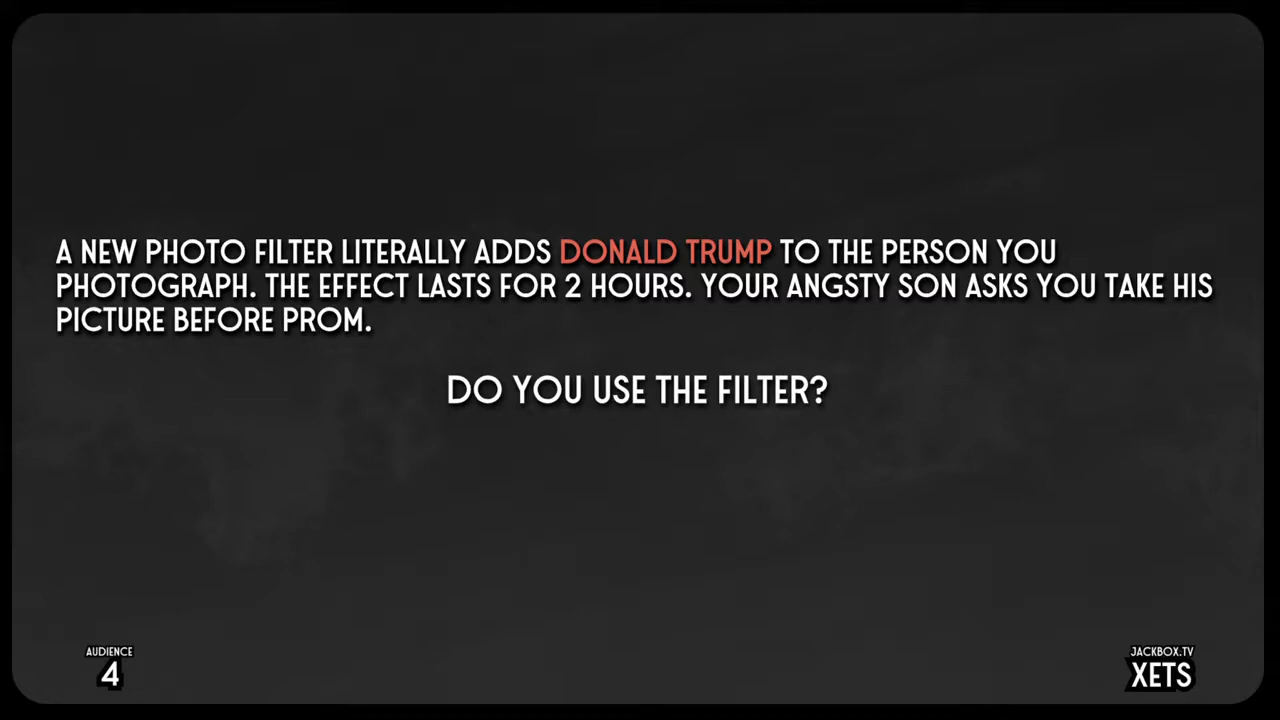 A NEW PHOTO FILTER LITERALLY ADDS DONALD TRUMP TO THE PERSON YOU
PHOTOGRAPH. THE EFFECT LASTS FOR 2 HOURS. YOUR ANGSTY SON ASKS YOU TAKE HIS
PICTURE BEFORE PROM.
DO YOU USE THE FILTER?
AUDIENCE
4
JACKBOX.TV
XETS